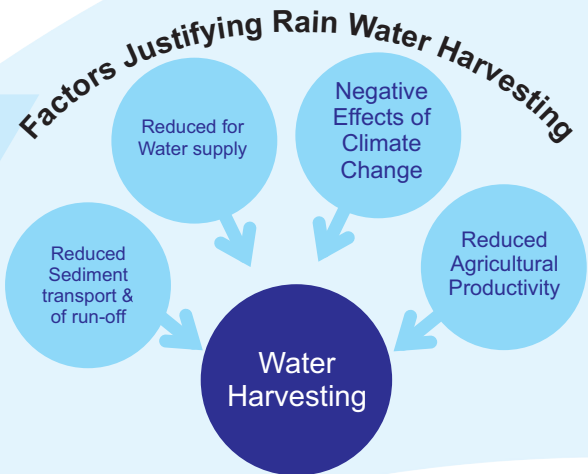 Factors Justifying Rain Water Harvesting
Reduced for
Water supply
Negative
Effects of
Climate
Change
Reduced
Sediment
transport &
of run-off
Reduced
Agricultural
Productivity
Water
Harvesting